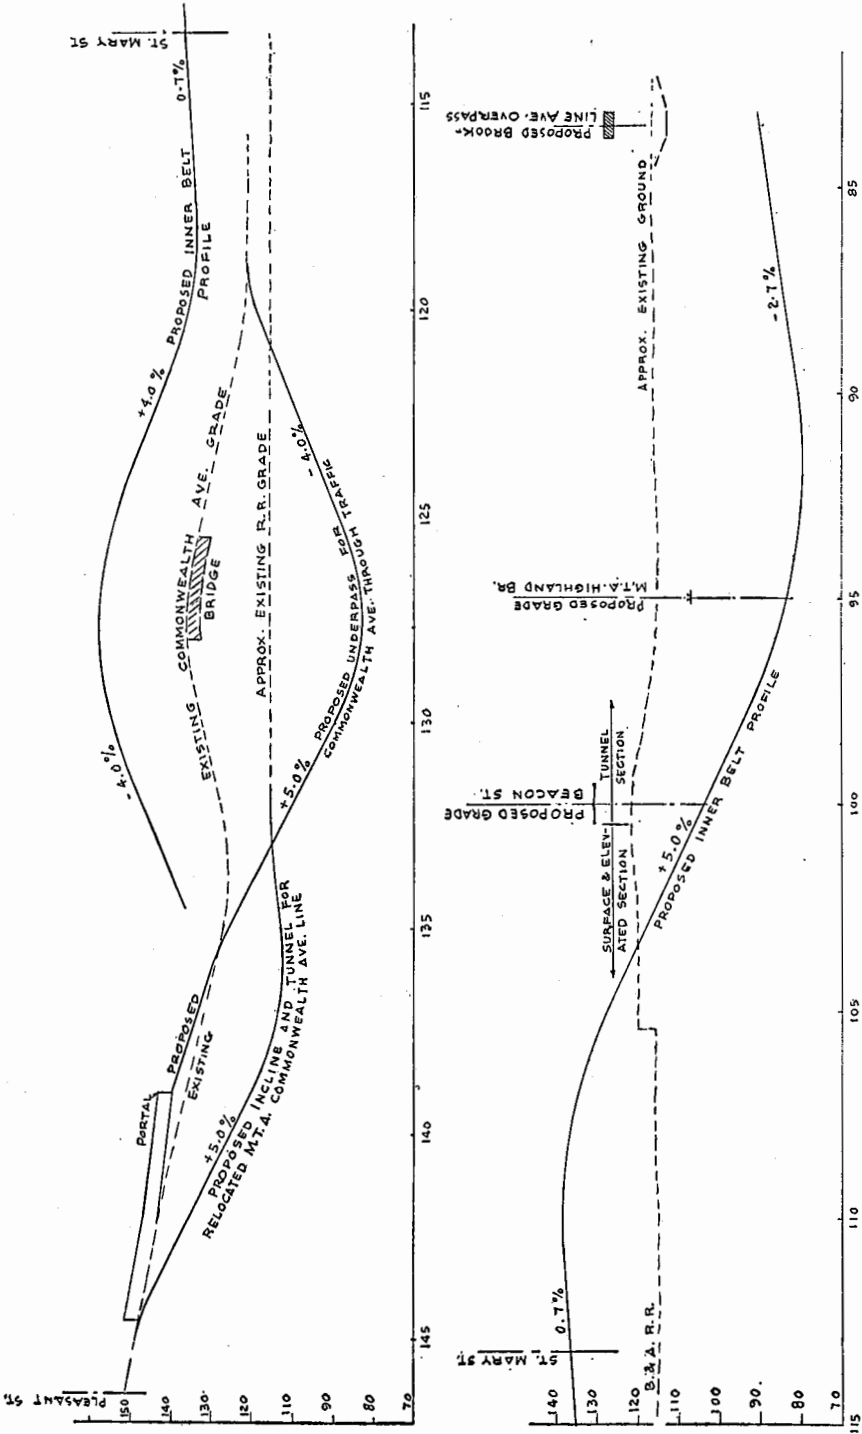 PLEASANT ST.
PORTAL
PROPOSED
EXISTING
+5.0%
PROPOSED INCLINE AND TUNNEL FOR
RELOCATED M.T.A. COMMONWEALTH AVE. LINE
-4.0%
EXISTING
COMMONWEALTH AVE. GRADE
BRIDGE
+4.0%
PROPOSED INNER BELT
PROFILE
0.7%
ST. MARY ST.
APPROX. EXISTING R.R. GRADE
+5.0%
PROPOSED UNDERPASS FOR
COMMONWEALTH AVE. THROUGH TRAFFIC
-4.0%
150
140
130
120
110
100
90
80
70
145
140
135
130
125
120
115
ST. MARY ST.
0.7%
B.&A. R.R.
SURFACE & ELEV-
ATED SECTION
TUNNEL
SECTION
PROPOSED GRADE
BEACON ST.
+5.0%
PROPOSED INNER BELT PROFILE
PROPOSED GRADE
M.T.A. HIGHLAND BR.
APPROX. EXISTING GROUND
-2.7%
PROPOSED BROOK-
LINE AVE. OVERPASS
140
130
120
110
100
90
80
70
115
110
105
100
95
90
85